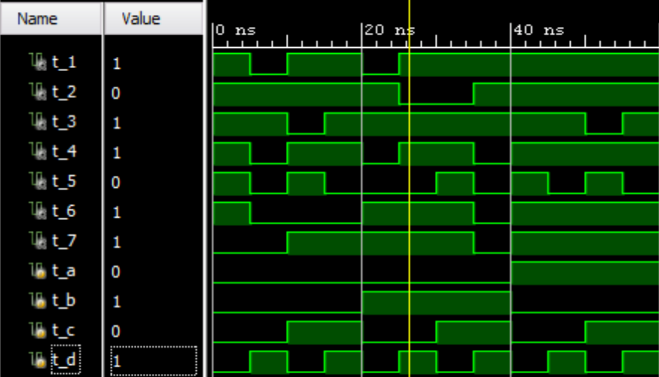 Name Value
0 ns 20 ns 40 ns
t_1 1
t_2 0
t_3 1
t_4 1
t_5 0
t_6 1
t_7 1
t_a 0
t_b 1
t_c 0
t_d 1